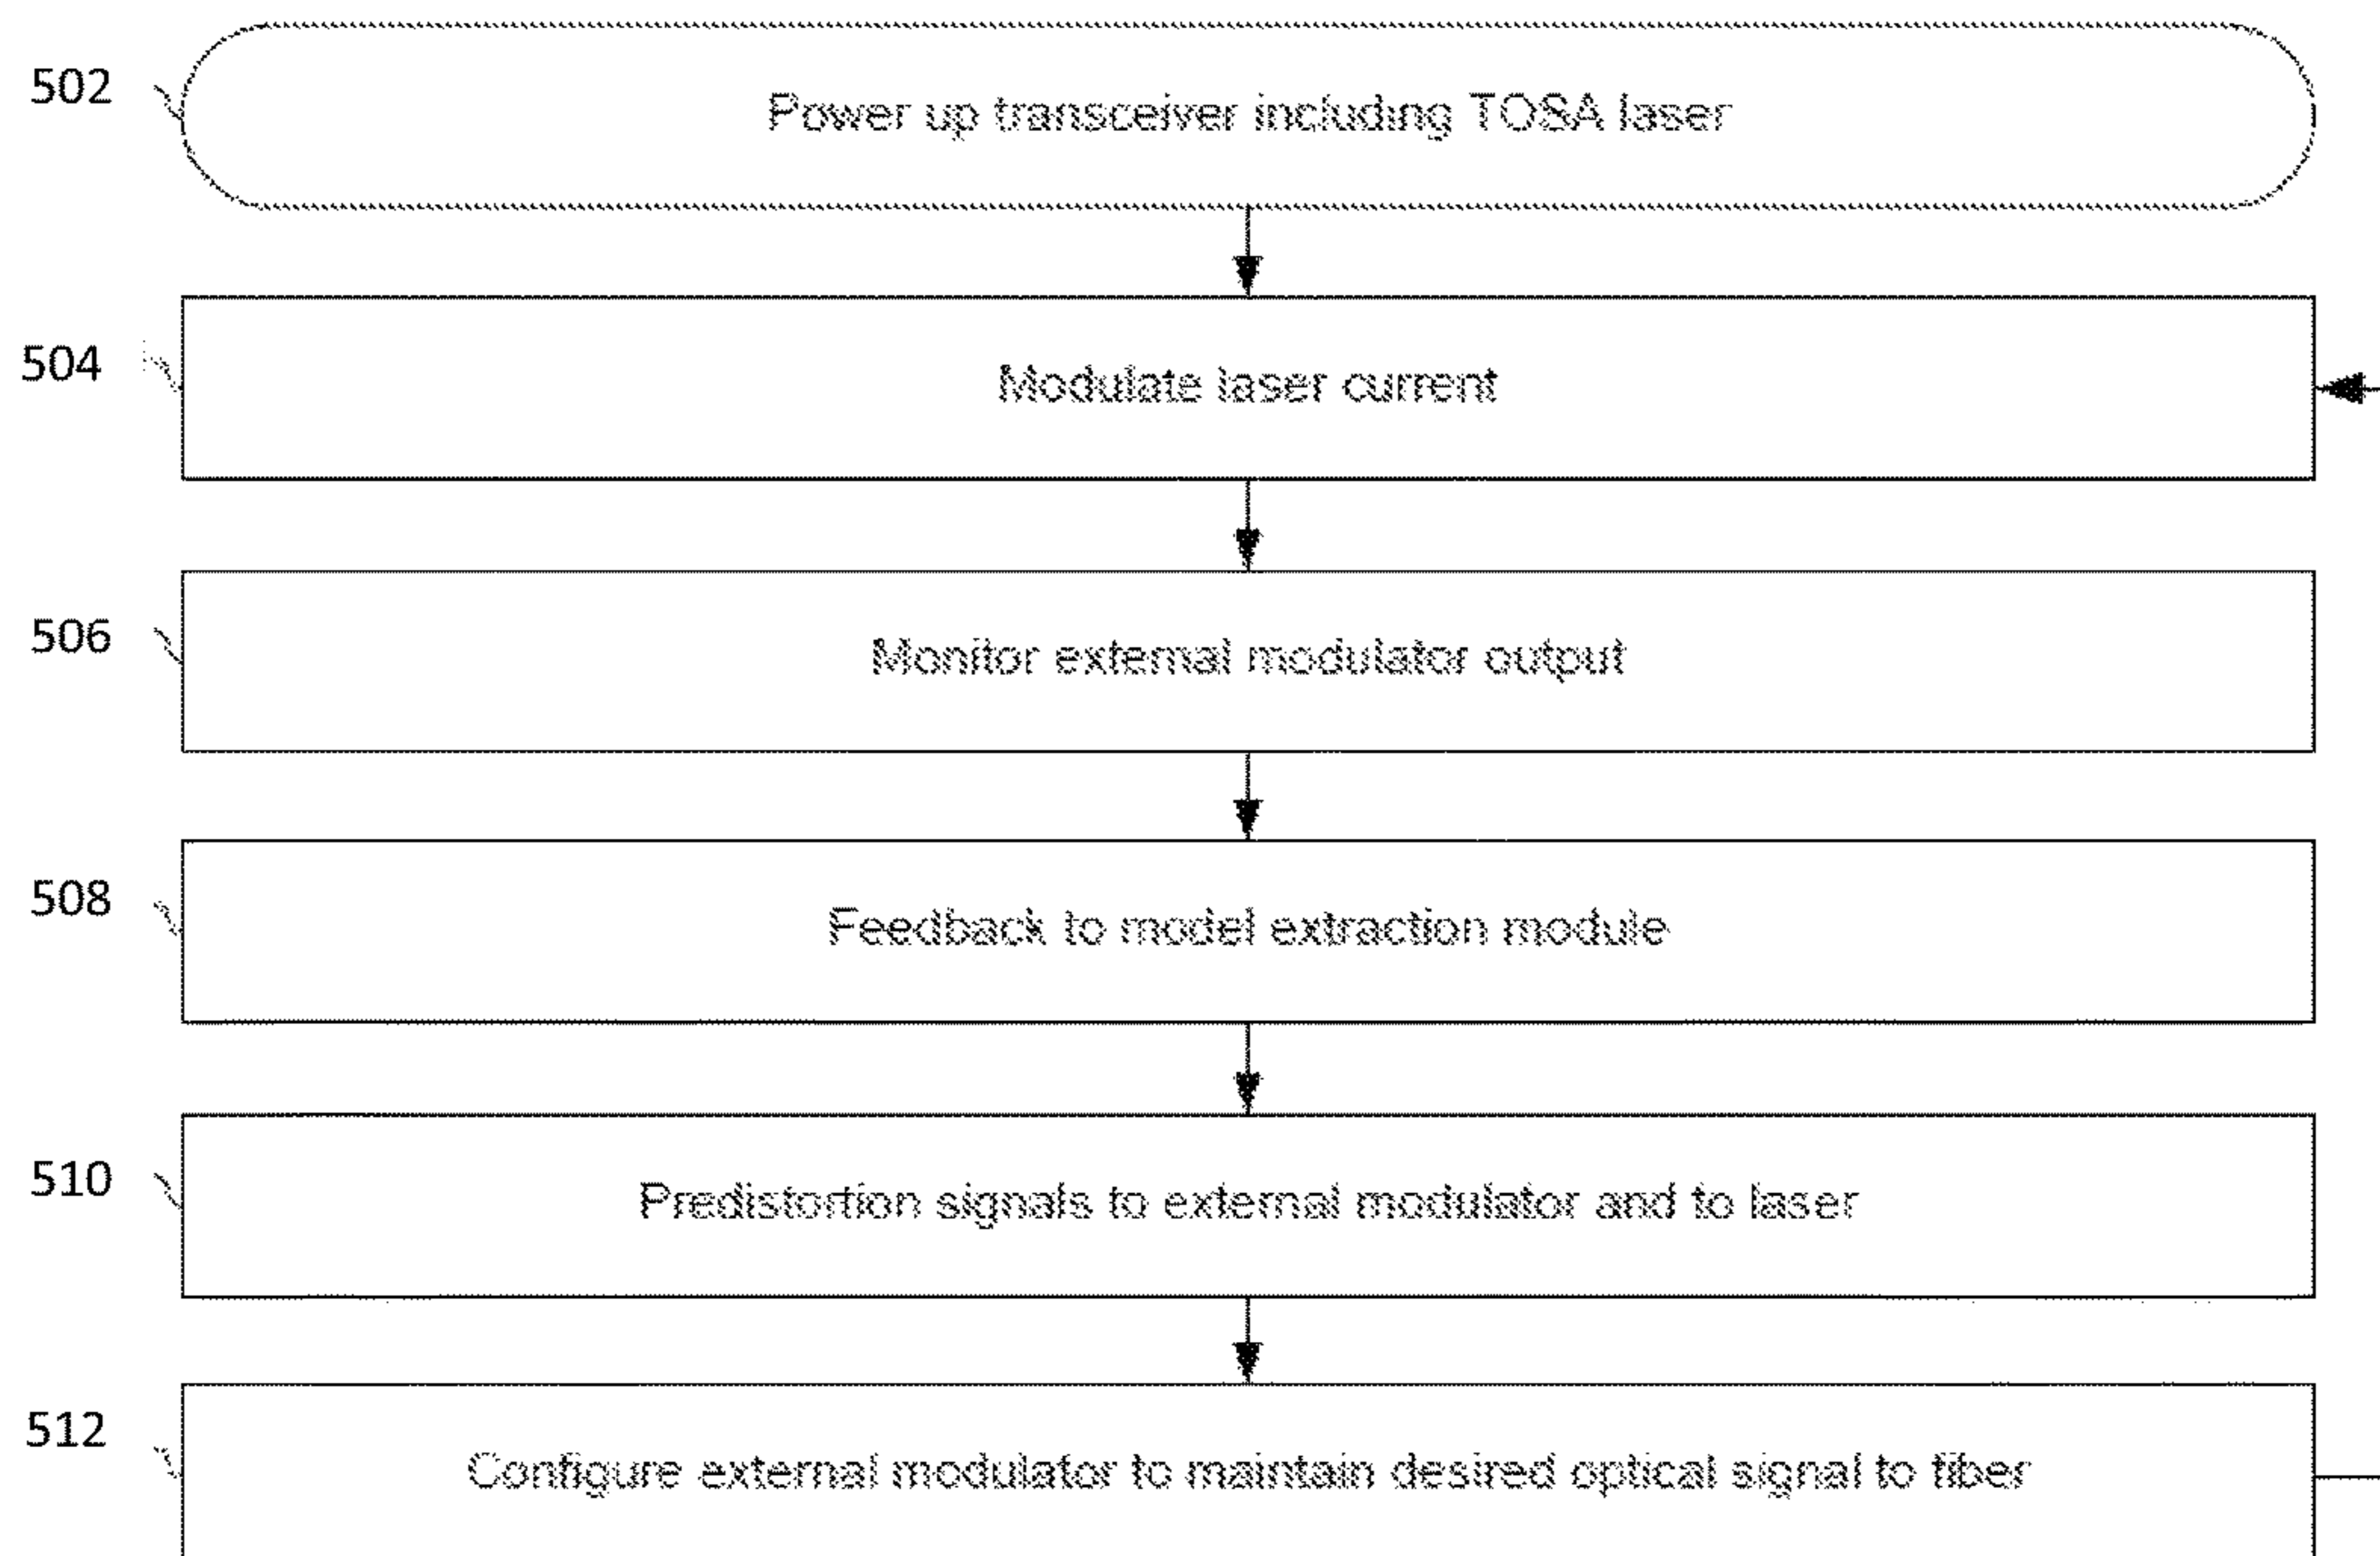 502 Power up transceiver including TOSA laser
504 Modulate laser current
506 Monitor external modulator output
508 Feedback to model extraction module
510 Predistortion signals to external modulator and to laser
512 Configure external modulator to maintain desired optical signal to fiber